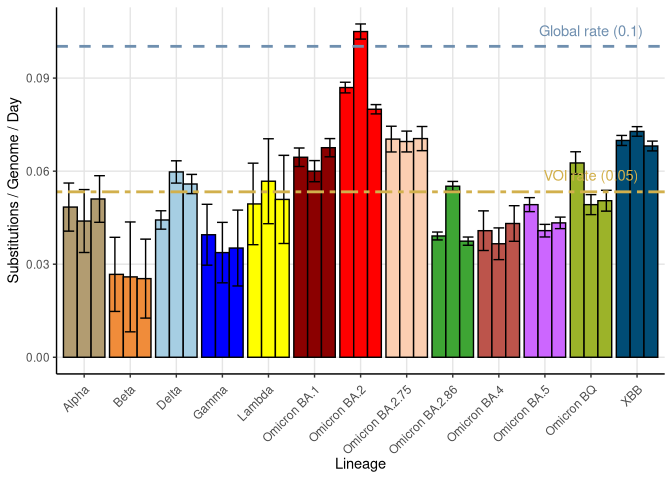 Global rate (0.1)
VOI rate (0.05)
Substitutions / Genome / Day
0.09
0.06
0.03
0.00
Alpha
Beta
Delta
Gamma
Lambda
Omicron BA.1
Omicron BA.2
Omicron BA.2.75
Omicron BA.2.86
Omicron BA.4
Omicron BA.5
Omicron BQ
XBB
Lineage